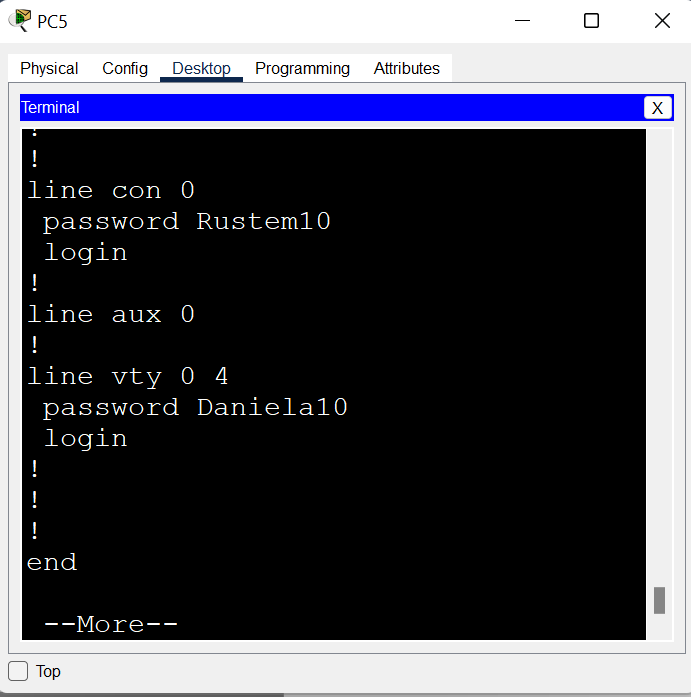 PC5
Physical Config Desktop Programming Attributes
Terminal X
!
!
line con 0
 password Rustem10
 login
!
line aux 0
!
line vty 0 4
 password Daniela10
 login
!
!
!
end

 --More--
Top